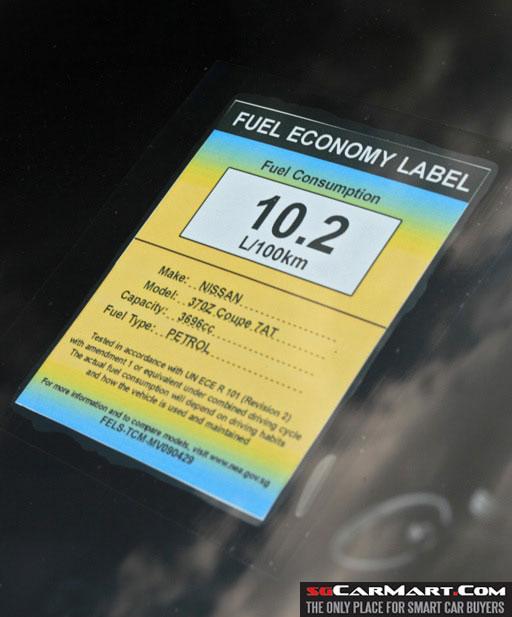 FUEL ECONOMY LABEL
Fuel Consumption
10.2
L/100km
Make: NISSAN
Model: 370Z Coupe 7AT
Capacity: 3696cc
Fuel Type: PETROL
Tested in accordance with UN ECE R 101 (Revision 2)
with amendment 1 or equivalent under combined driving cycle
The actual fuel consumption will depend on driving habits
and how the vehicle is used and maintained
For more information and to compare models, visit www.nea.gov.sg
FELS-TCM-MV090429
sgCarMart.Com
THE ONLY PLACE FOR SMART CAR BUYERS